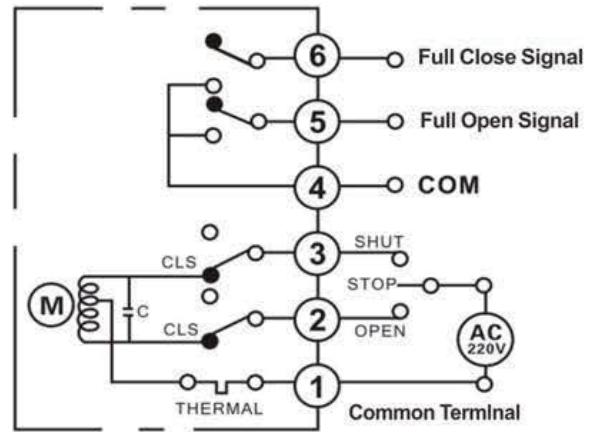 6 Full Close Signal
5 Full Open Signal
4 COM
3 SHUT
CLS
STOP
M
C
CLS
2 OPEN
AC
220V
THERMAL
1 Common TermInal